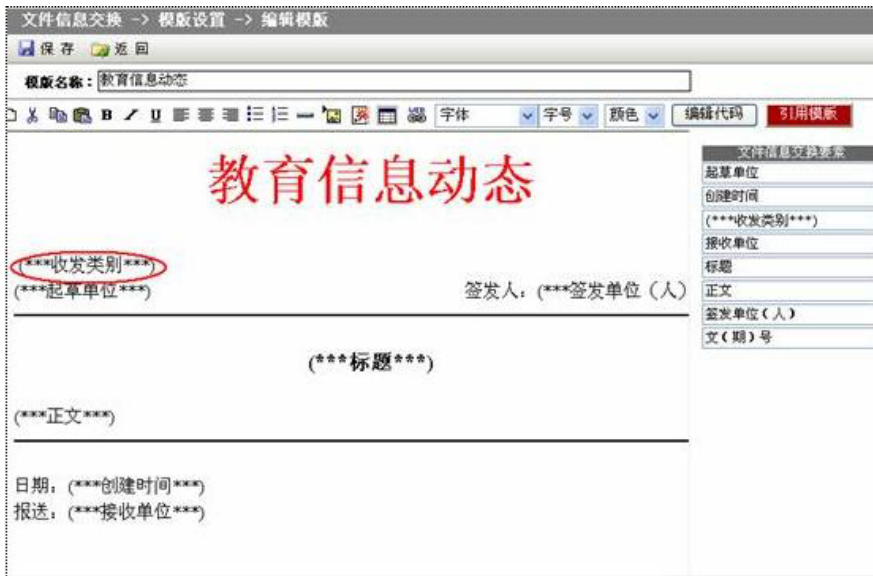 文件信息交换 -> 模版设置 -> 编辑模版
保存 返回
模版名称：教育信息动态
B I U 字体 字号 颜色 编辑代码 引用模版
教育信息动态
(***收发类别***)
(***起草单位***) 签发人：(***签发单位（人）
(***标题***)
(***正文***)
日期：(***创建时间***)
报送：(***接收单位***)
文件信息交换要素
起草单位
创建时间
(***收发类别***)
接收单位
标题
正文
签发单位（人）
文（期）号